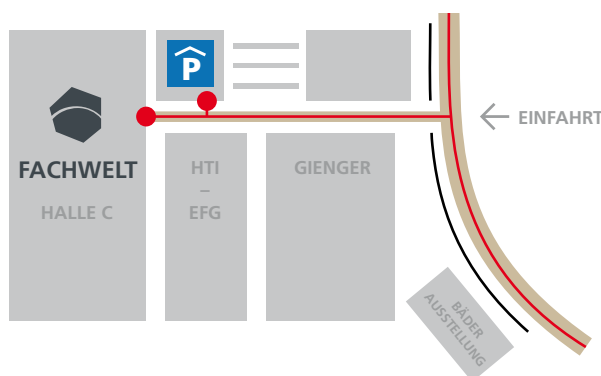 P
EINFAHRT
FACHWELT
HALLE C
HTI
–
EFG
GIENGER
BÄDER
AUSSTELLUNG